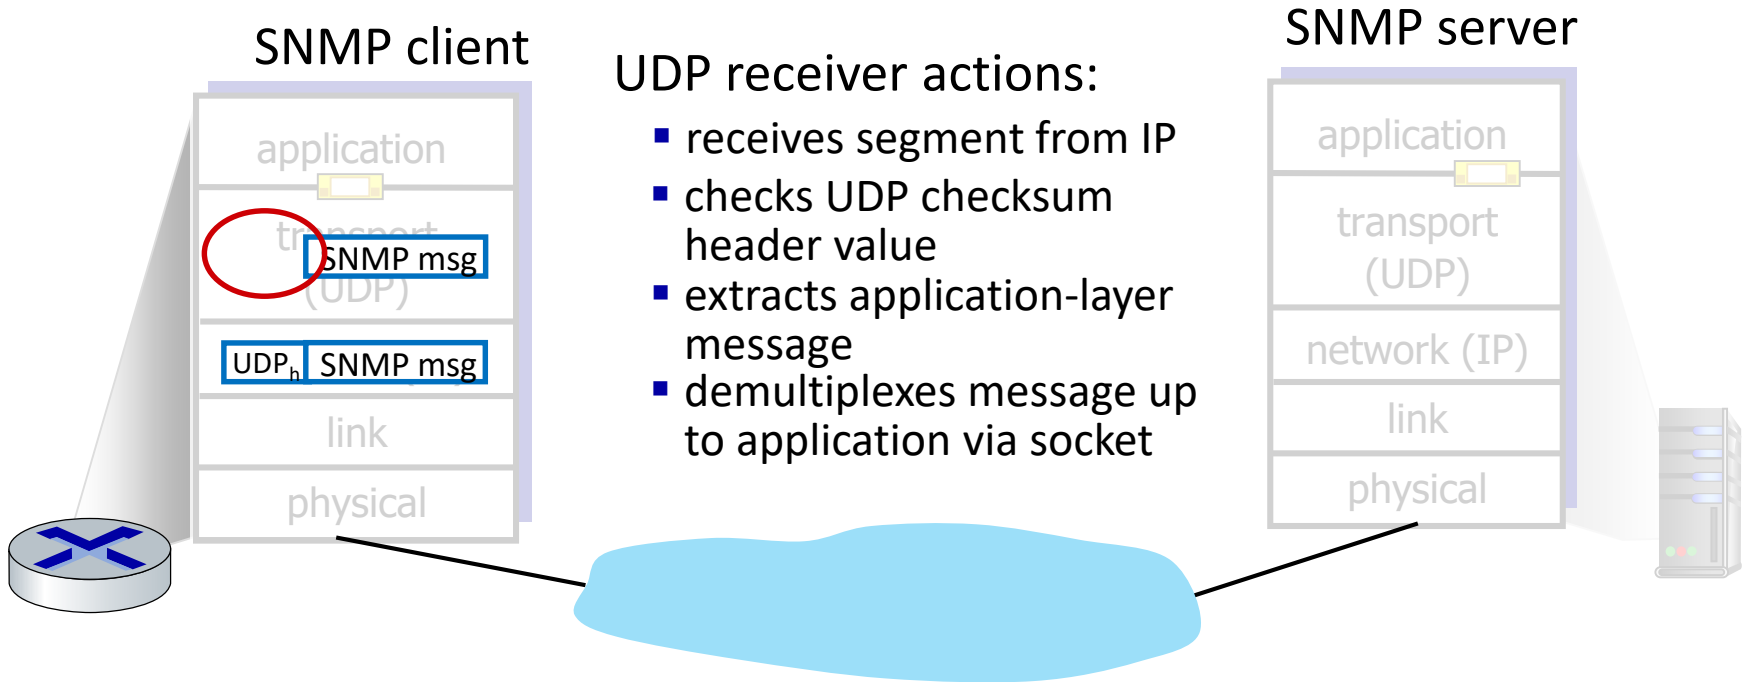 SNMP client
application
transport
SNMP msg
(UDP)
UDPh SNMP msg
link
physical
UDP receiver actions:
▪ receives segment from IP
▪ checks UDP checksum
header value
▪ extracts application-layer
message
▪ demultiplexes message up
to application via socket
SNMP server
application
transport
(UDP)
network (IP)
link
physical